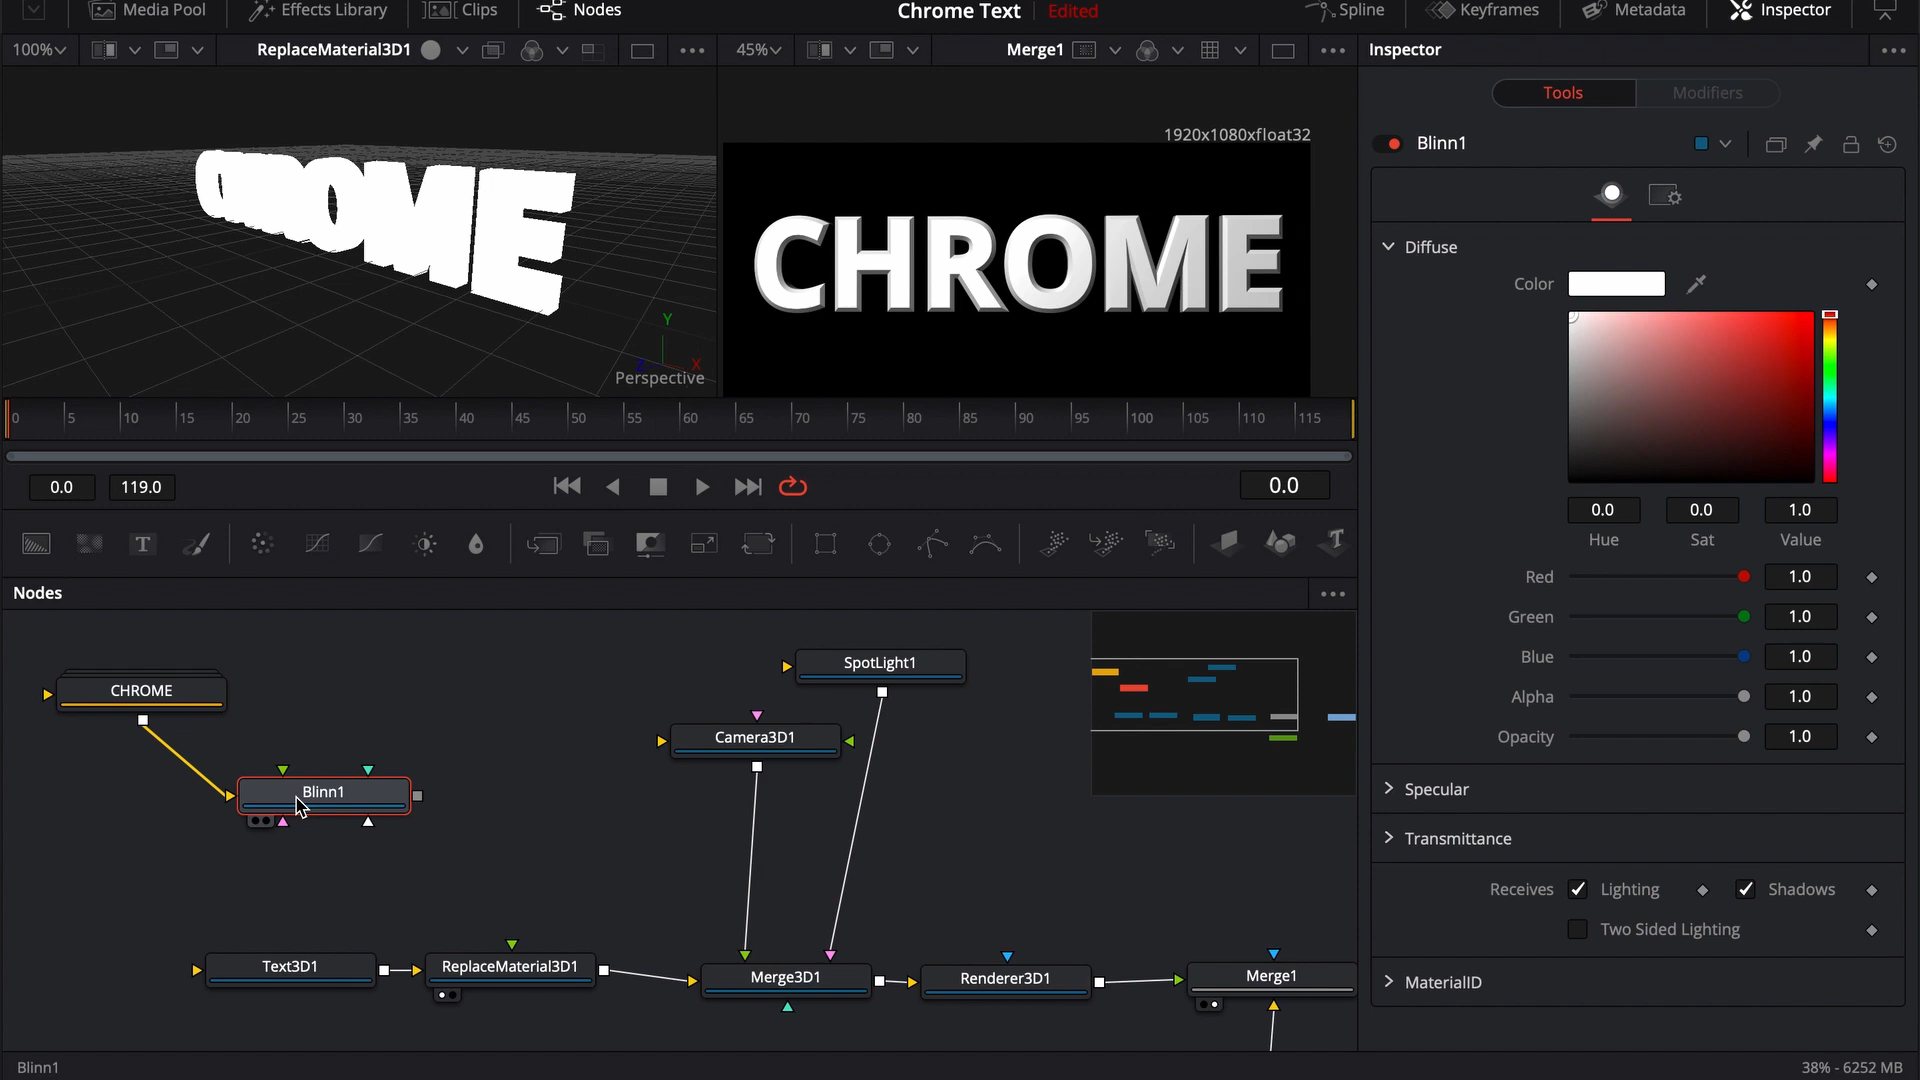 Media Pool
Effects Library
Clips
Nodes
Chrome Text
Edited
Spline
Keyframes
Metadata
Inspector
100%
ReplaceMaterial3D1
45%
Merge1
Inspector
Tools
Modifiers
1920x1080xfloat32
Blinn1
CHROME
CHROME
Y
Z
X
Perspective
Diffuse
Color
0 5 10 15 20 25 30 35 40 45 50 55 60 65 70 75 80 85 90 95 100 105 110 115
0.0
119.0
0.0
0.0
0.0
1.0
Hue
Sat
Value
T
Red
1.0
Nodes
Green
1.0
Blue
1.0
SpotLight1
CHROME
Alpha
1.0
Camera3D1
Opacity
1.0
Blinn1
Specular
Transmittance
Receives
Lighting
Shadows
Two Sided Lighting
Text3D1
ReplaceMaterial3D1
Merge3D1
Renderer3D1
Merge1
MaterialID
Blinn1
38% - 6252 MB